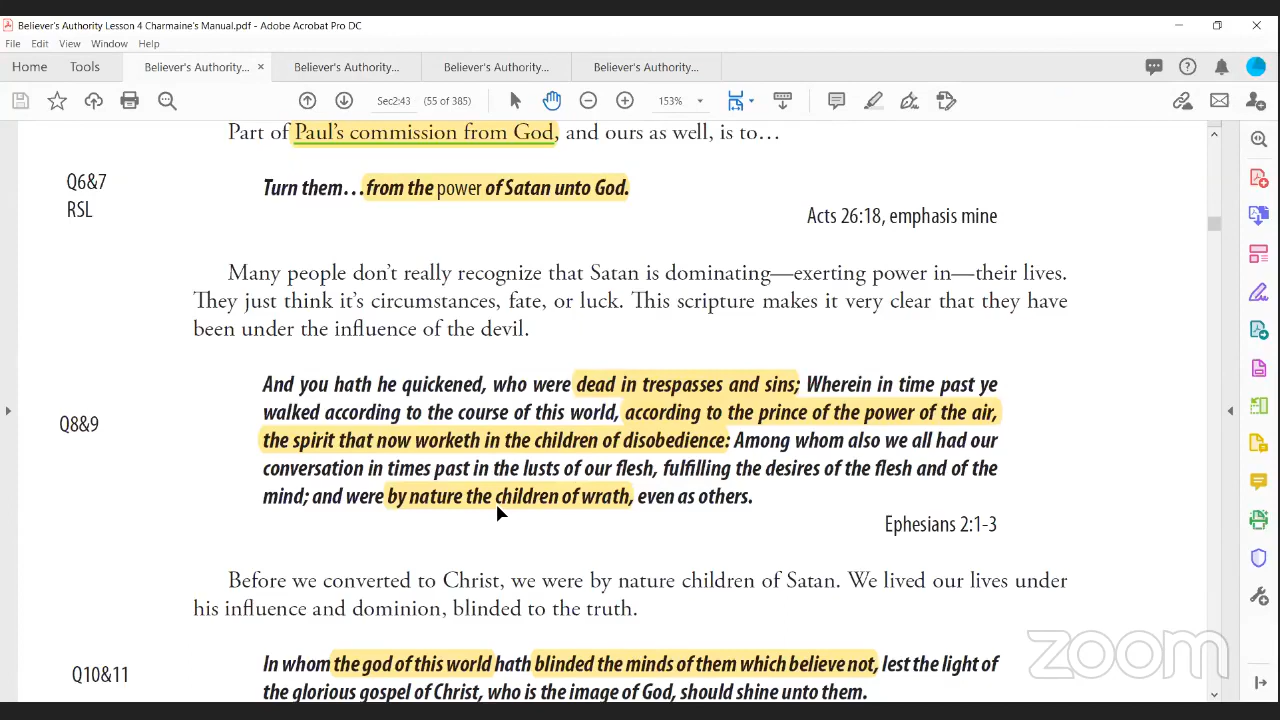 Believer's Authority Lesson 4 Charmaine's Manual.pdf - Adobe Acrobat Pro DC
File Edit View Window Help
Home Tools Believer's Authority... × Believer's Authority... Believer's Authority... Believer's Authority...
Sec2:43 (55 of 385) 153%
Part of Paul's commission from God, and ours as well, is to…
Q6&7
RSL
Turn them…from the power of Satan unto God.
Acts 26:18, emphasis mine
Many people don't really recognize that Satan is dominating—exerting power in—their lives.
They just think it's circumstances, fate, or luck. This scripture makes it very clear that they have
been under the influence of the devil.
Q8&9
And you hath he quickened, who were dead in trespasses and sins; Wherein in time past ye
walked according to the course of this world, according to the prince of the power of the air,
the spirit that now worketh in the children of disobedience: Among whom also we all had our
conversation in times past in the lusts of our flesh, fulfilling the desires of the flesh and of the
mind; and were by nature the children of wrath, even as others.
Ephesians 2:1-3
Before we converted to Christ, we were by nature children of Satan. We lived our lives under
his influence and dominion, blinded to the truth.
Q10&11
In whom the god of this world hath blinded the minds of them which believe not, lest the light of
the glorious gospel of Christ, who is the image of God, should shine unto them.
zoom